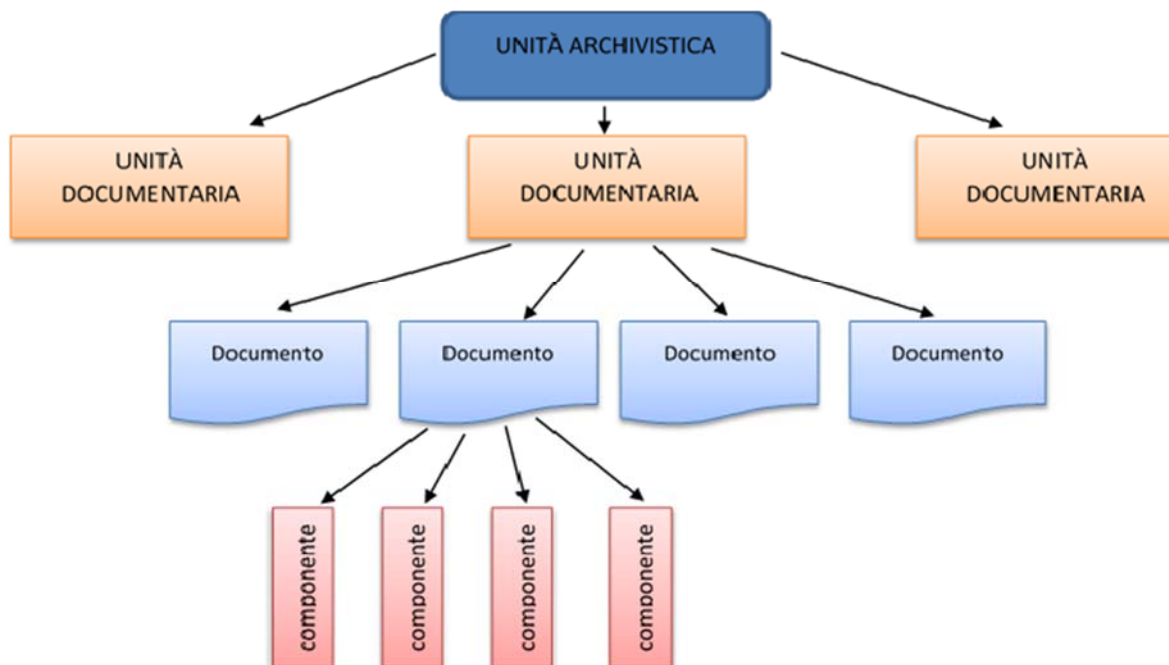 UNITÀ ARCHIVISTICA
UNITÀ
DOCUMENTARIA
UNITÀ
DOCUMENTARIA
UNITÀ
DOCUMENTARIA
Documento
Documento
Documento
Documento
componente
componente
componente
componente